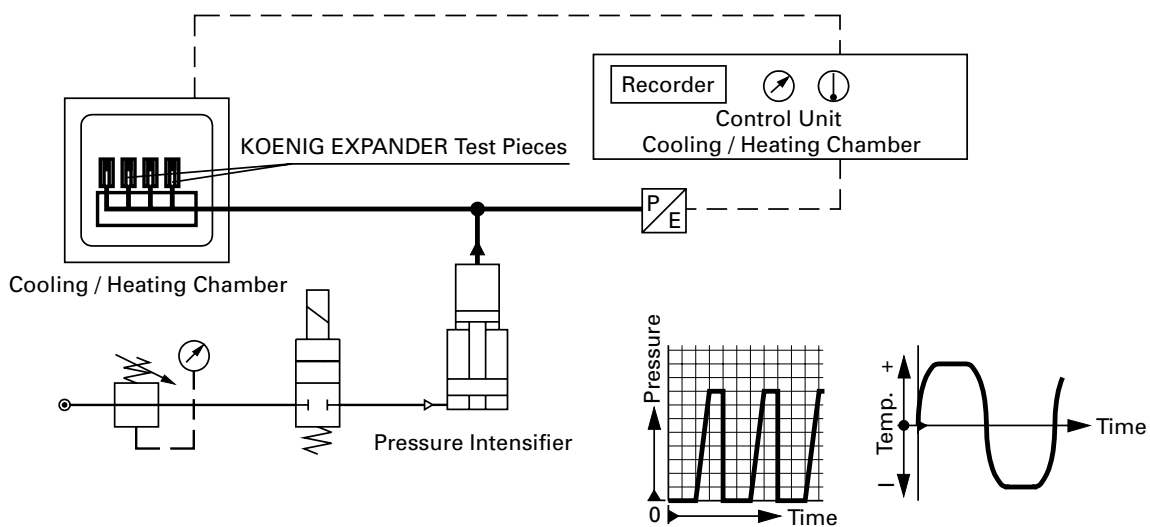 Recorder
Control Unit
Cooling / Heating Chamber
KOENIG EXPANDER Test Pieces
P
E
Cooling / Heating Chamber
Pressure Intensifier
Pressure
0
Time
+
Temp.
–
Time